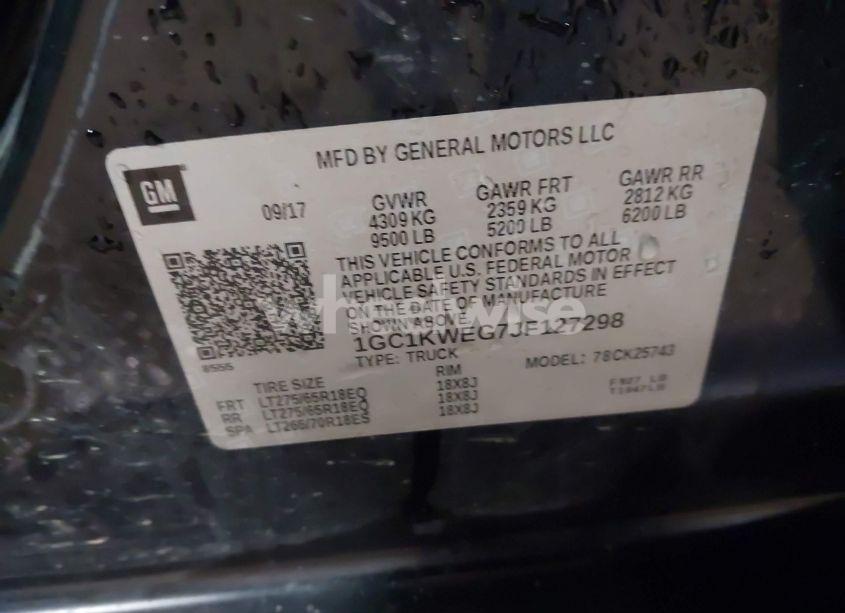 MFD BY GENERAL MOTORS LLC
GM
09/17
GVWR
4309 KG
9500 LB
GAWR FRT
2359 KG
5200 LB
GAWR RR
2812 KG
6200 LB
THIS VEHICLE CONFORMS TO ALL
APPLICABLE U.S. FEDERAL MOTOR
VEHICLE SAFETY STANDARDS IN EFFECT
ON THE DATE OF MANUFACTURE
SHOWN ABOVE.
1GC1KWEG7JF127298
TYPE: TRUCK
MODEL: 78CK25743
TIRE SIZE
RIM
FRT LT275/65R18EQ 18X8J
RR LT275/65R18EQ 18X8J
SPA LT265/70R18ES 18X8J